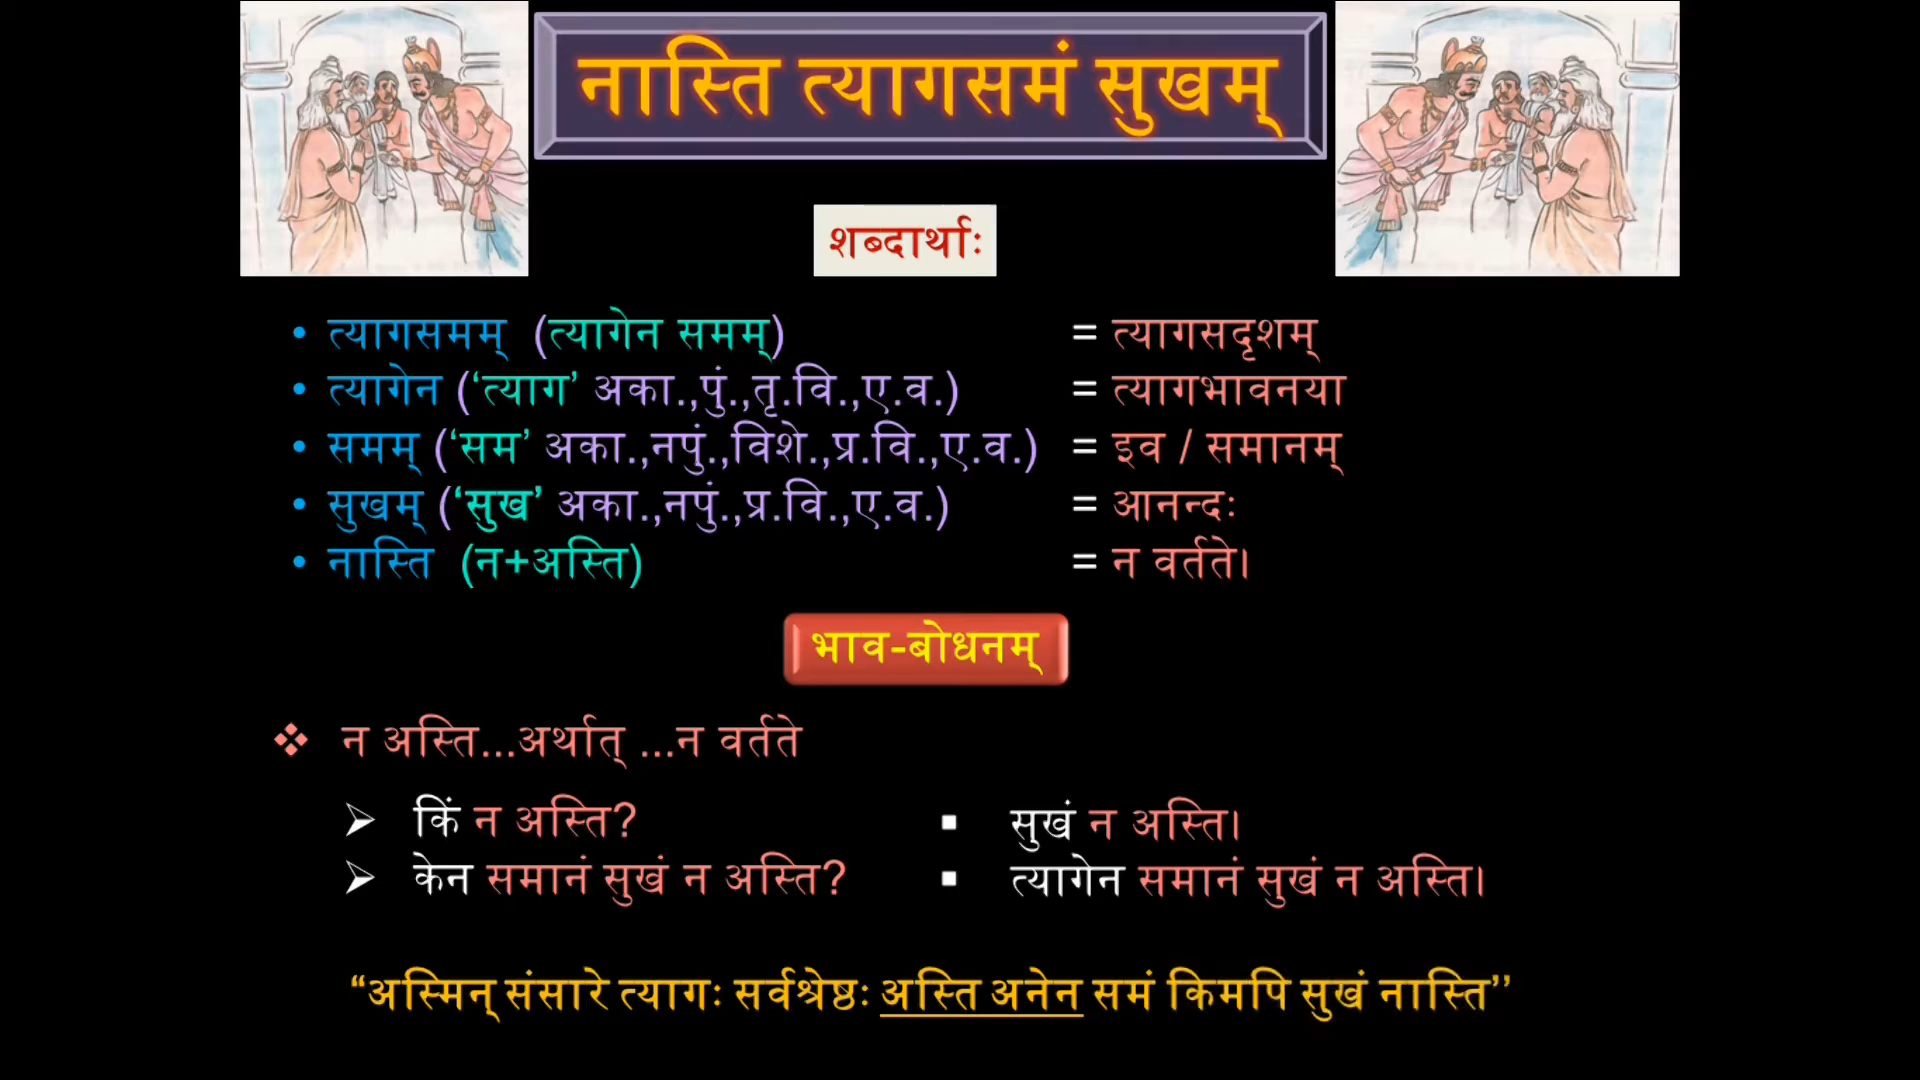 नास्ति त्यागसमं सुखम्
शब्दार्थाः
• त्यागसमम् (त्यागेन समम्) = त्यागसदृशम्
• त्यागेन (‘त्याग’ अका.,पुं.,तृ.वि.,ए.व.) = त्यागभावनया
• समम् (‘सम’ अका.,नपुं.,विशे.,प्र.वि.,ए.व.) = इव / समानम्
• सुखम् (‘सुख’ अका.,नपुं.,प्र.वि.,ए.व.) = आनन्दः
• नास्ति (न+अस्ति) = न वर्तते।
भाव-बोधनम्
❖ न अस्ति...अर्थात् ...न वर्तते
➢ किं न अस्ति? ▪ सुखं न अस्ति।
➢ केन समानं सुखं न अस्ति? ▪ त्यागेन समानं सुखं न अस्ति।
“अस्मिन् संसारे त्यागः सर्वश्रेष्ठः अस्ति अनेन समं किमपि सुखं नास्ति’’